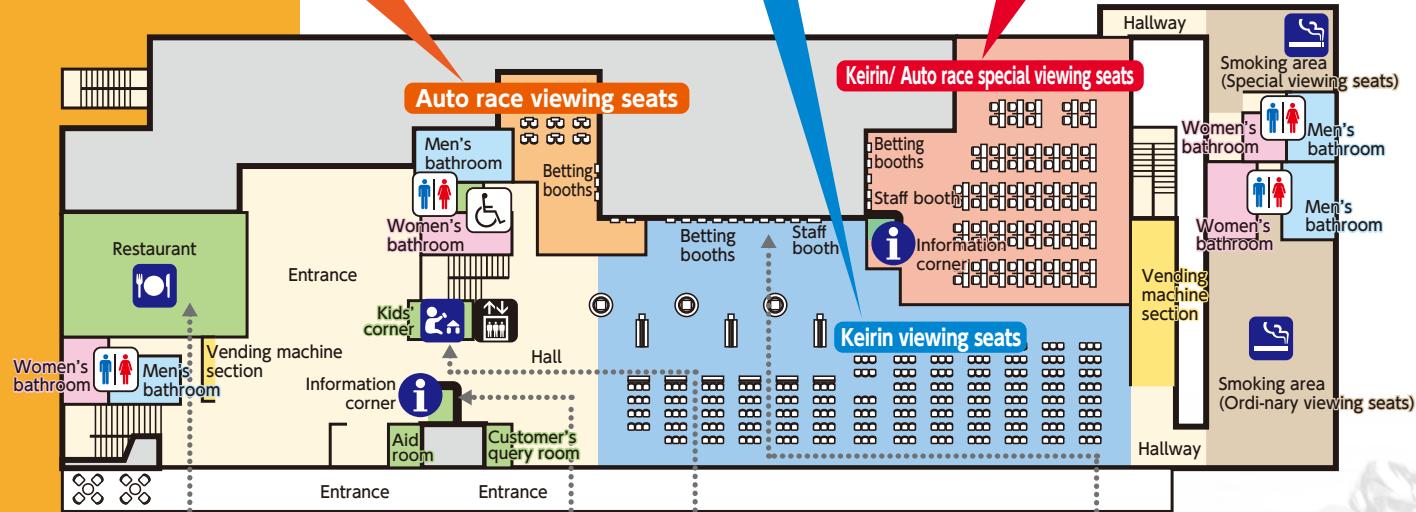 Hallway
Smoking area
(Special viewing seats)
Keirin/ Auto race special viewing seats
Auto race viewing seats
Women's
bathroom
Men's
bathroom
Men's
bathroom
Betting
booths
Betting
booths
Staff booth
Women's
bathroom
Men's
bathroom
Women's
bathroom
Restaurant
Entrance
Betting
booths
Staff
booth
Information
corner
Vending
machine
section
Kids'
corner
Keirin viewing seats
Women's
bathroom
Men's
bathroom
Vending machine
section
Hall
Information
corner
Smoking area
(Ordi-nary viewing seats)
Aid
room
Customer's
query room
Hallway
Entrance
Entrance